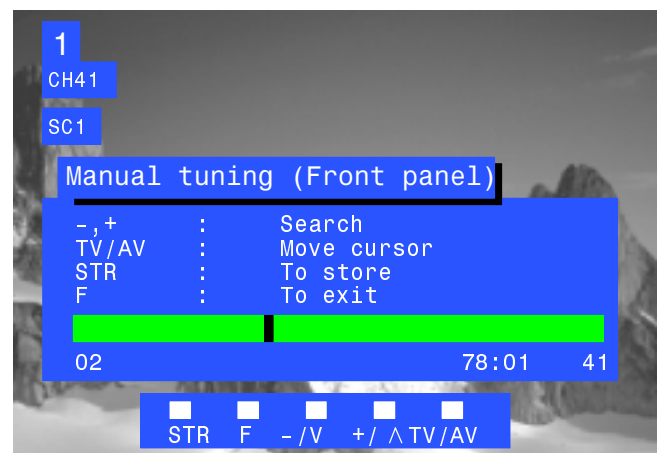 1
CH41
SC1
Manual tuning (Front panel)
-,+ : Search
TV/AV : Move cursor
STR : To store
F : To exit
02 78:01 41
STR F -/V +/∧ TV/AV